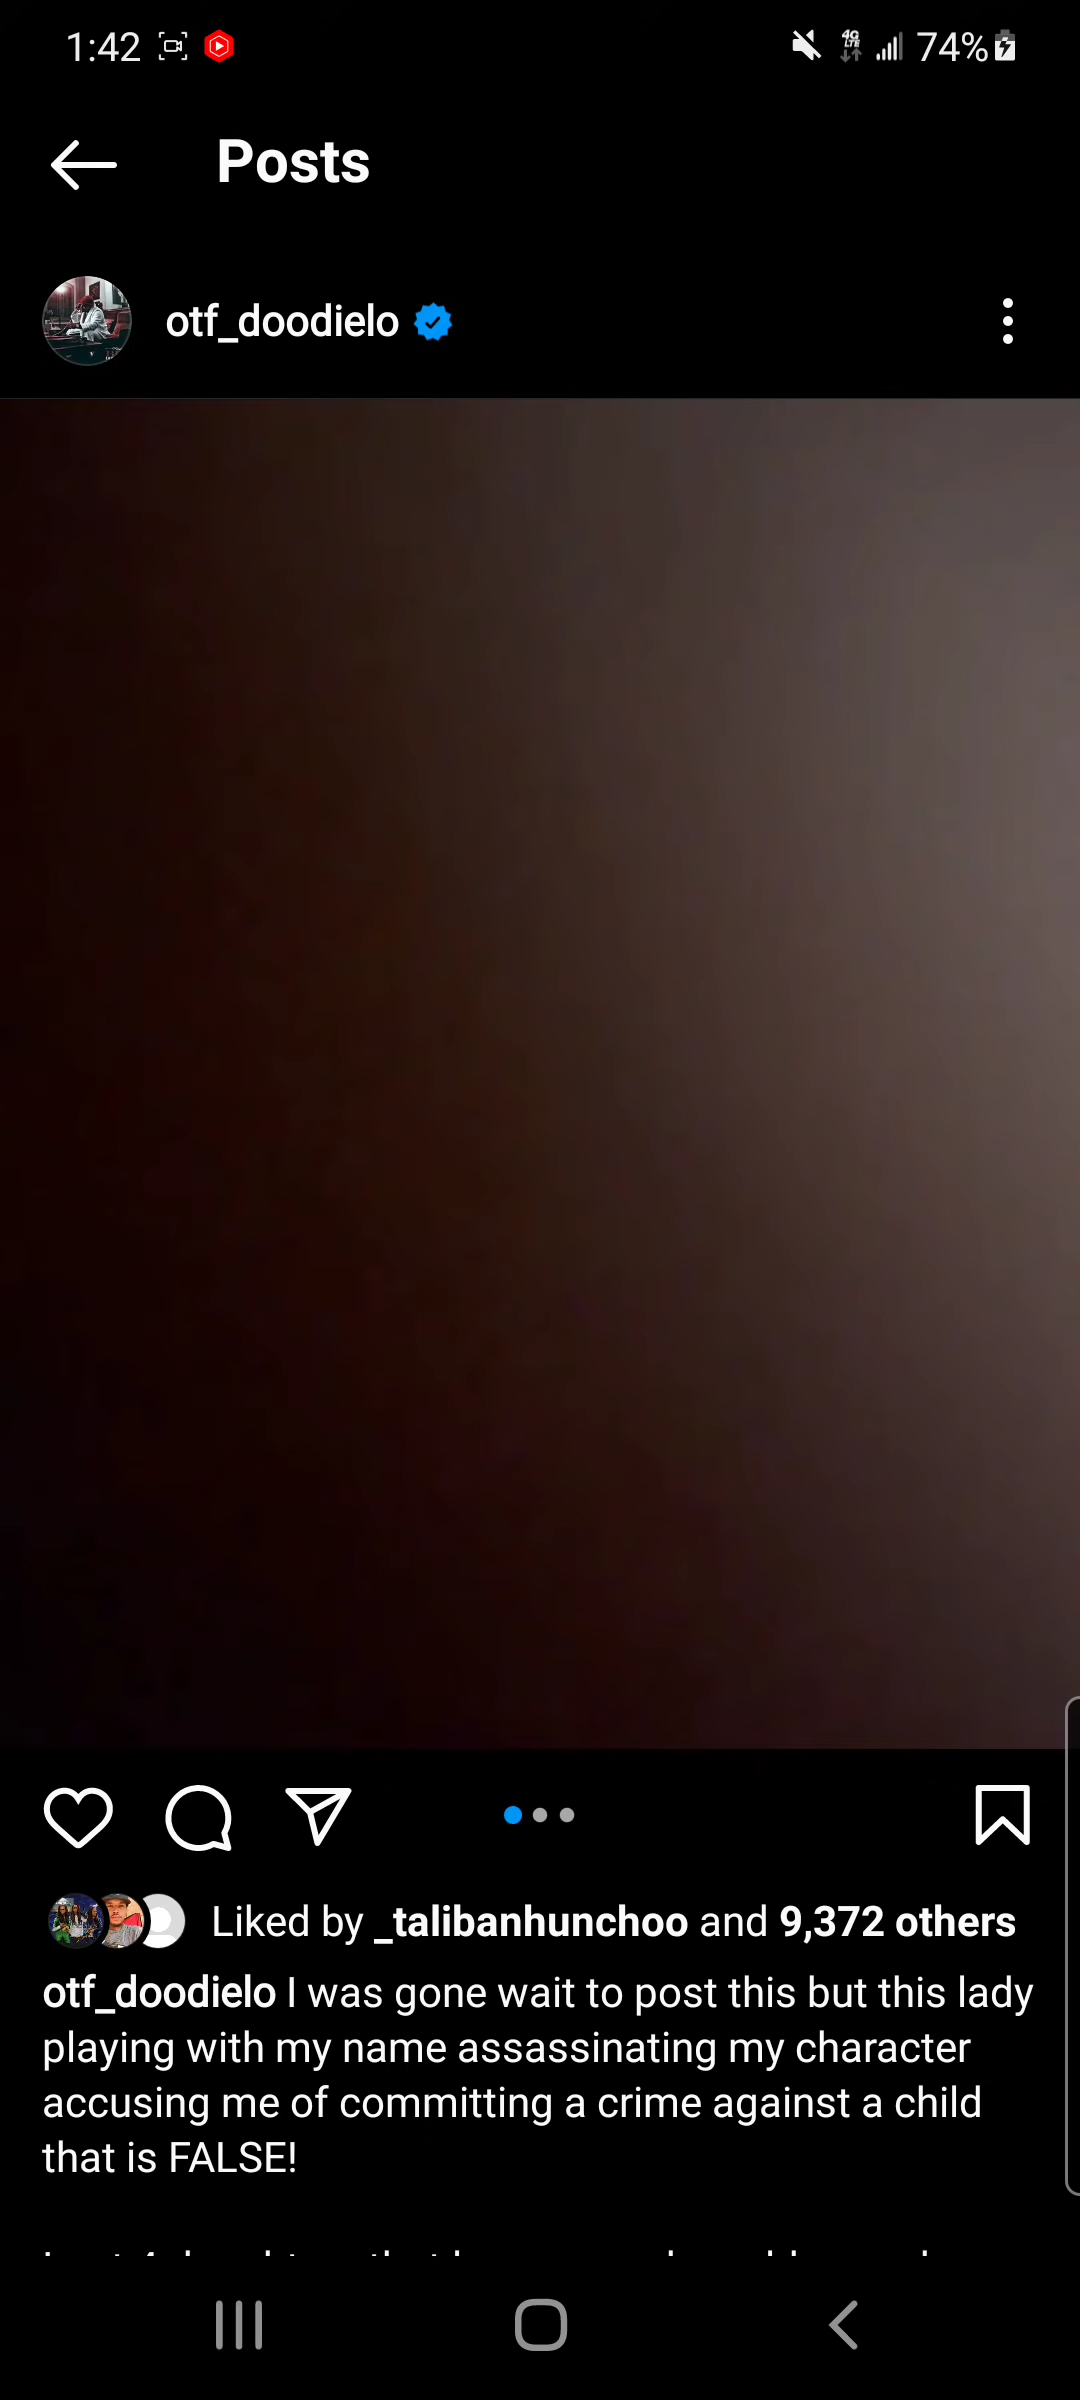 1:42 74%
4G LTE
Posts
otf_doodielo
Liked by _talibanhunchoo and 9,372 others
otf_doodielo I was gone wait to post this but this lady
playing with my name assassinating my character
accusing me of committing a crime against a child
that is FALSE!